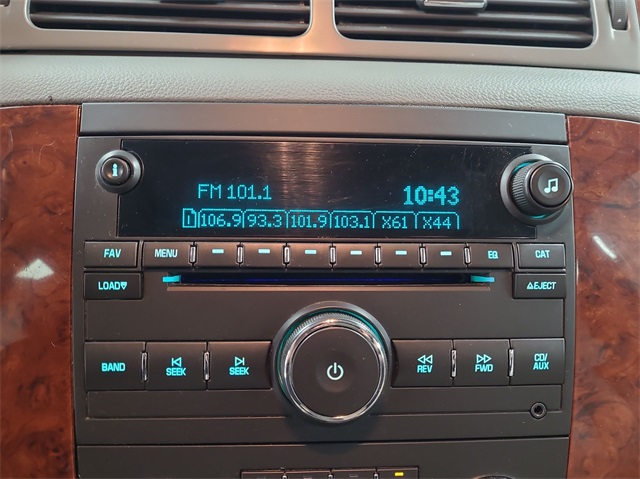 FM 101.1 10:43
1 106.9 93.3 101.9 103.1 X61 X44
FAV MENU EQ CAT
LOAD EJECT
BAND SEEK SEEK REV FWD CD/AUX